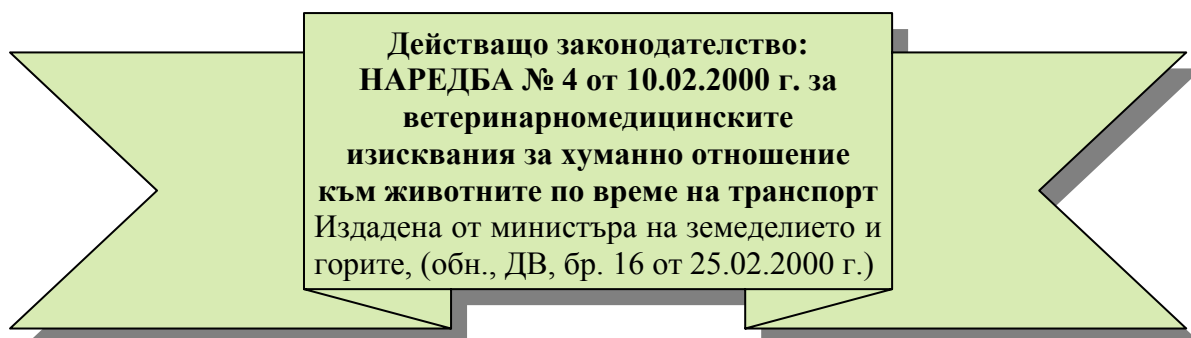 Действащо законодателство:
НАРЕДБА № 4 от 10.02.2000 г. за
ветеринарномедицинските
изисквания за хуманно отношение
към животните по време на транспорт
Издадена от министъра на земеделието и
горите, (обн., ДВ, бр. 16 от 25.02.2000 г.)